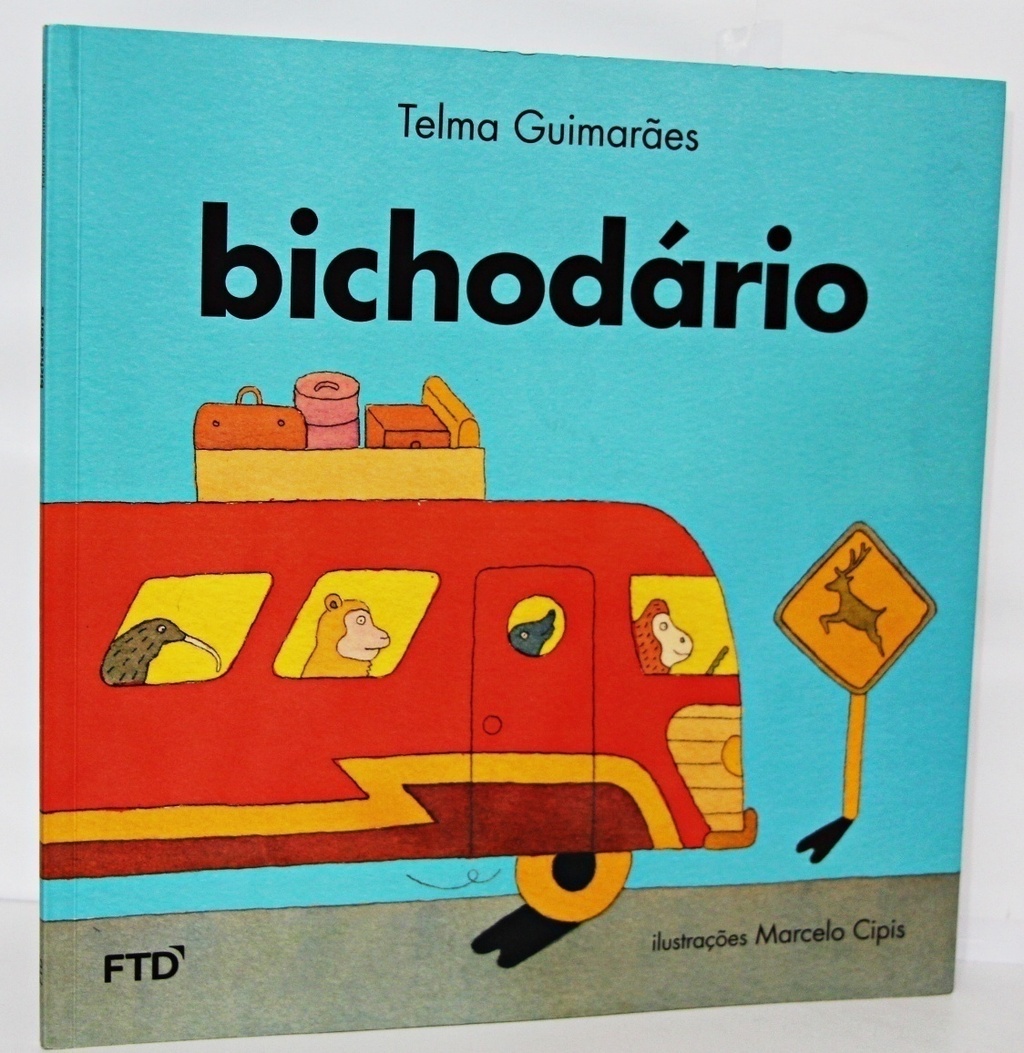 Telma Guimarães
bichodário
ilustrações Marcelo Cipis
FTD